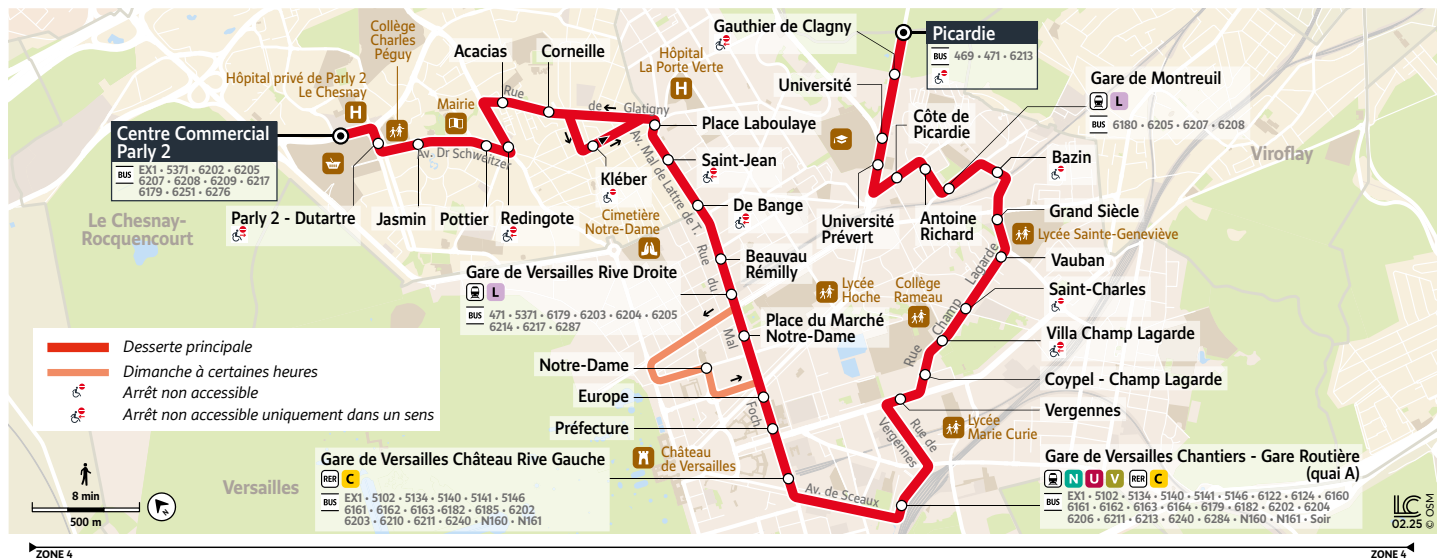 Collège
Charles
Péguy
Acacias
Corneille
Hôpital
La Porte Verte
H
Gauthier de Clagny
Picardie
BUS 469 • 471 • 6213
Hôpital privé de Parly 2
Le Chesnay
H
Mairie
Rue de Glatigny
Université
Gare de Montreuil
L
BUS 6180 • 6205 • 6207 • 6208
Centre Commercial
Parly 2
BUS EX1 • 5371 • 6202 • 6205
6207 • 6208 • 6209 • 6217
6179 • 6251 • 6276
Av. Dr Schweitzer
Place Laboulaye
Côte de
Picardie
Viroflay
Bazin
Saint-Jean
Av. Mal de Lattre de T.
Kléber
Le Chesnay-
Rocquencourt
Parly 2 - Dutartre
Jasmin
Pottier
Redingote
Cimetière
Notre-Dame
De Bange
Université
Prévert
Antoine
Richard
Grand Siècle
Lycée Sainte-Geneviève
Beauvau
Rémilly
Vauban
Gare de Versailles Rive Droite
L
BUS 471 • 5371 • 6179 • 6203 • 6204 • 6205
6214 • 6217 • 6287
Rue du Mal Foch
Lycée
Hoche
Collège
Rameau
Rue Champ Lagarde
Saint-Charles
Place du Marché
Notre-Dame
Villa Champ Lagarde
Desserte principale
Dimanche à certaines heures
Arrêt non accessible
Arrêt non accessible uniquement dans un sens
Notre-Dame
Coypel - Champ Lagarde
Europe
Vergennes
Préfecture
Lycée
Marie Curie
Rue de
Vergennes
Château
de Versailles
Gare de Versailles Château Rive Gauche
RER C
BUS EX1 • 5102 • 5134 • 5140 • 5141 • 5146
6161 • 6162 • 6163 • 6182 • 6185 • 6202
6203 • 6210 • 6211 • 6240 • N160 • N161
Gare de Versailles Chantiers - Gare Routière
(quai A)
N U V RER C
BUS EX1 • 5102 • 5134 • 5140 • 5141 • 5146 • 6122 • 6124 • 6160
6161 • 6162 • 6163 • 6164 • 6179 • 6182 • 6202 • 6204
6206 • 6211 • 6213 • 6240 • 6284 • N160 • N161 • Soir
Av. de Sceaux
Versailles
8 min
500 m
N
LC
02.25
© OSM
ZONE 4
ZONE 4